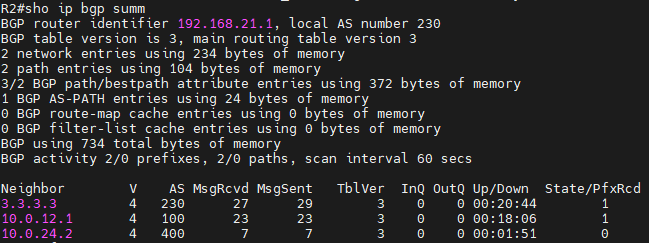 R2#sho ip bgp summ
BGP router identifier 192.168.21.1, local AS number 230
BGP table version is 3, main routing table version 3
2 network entries using 234 bytes of memory
2 path entries using 104 bytes of memory
3/2 BGP path/bestpath attribute entries using 372 bytes of memory
1 BGP AS-PATH entries using 24 bytes of memory
0 BGP route-map cache entries using 0 bytes of memory
0 BGP filter-list cache entries using 0 bytes of memory
BGP using 734 total bytes of memory
BGP activity 2/0 prefixes, 2/0 paths, scan interval 60 secs
Neighbor V AS MsgRcvd MsgSent TblVer InQ OutQ Up/Down State/PfxRcd
3.3.3.3 4 230 27 29 3 0 0 00:20:44 1
10.0.12.1 4 100 23 23 3 0 0 00:18:06 1
10.0.24.2 4 400 7 7 3 0 0 00:01:51 0